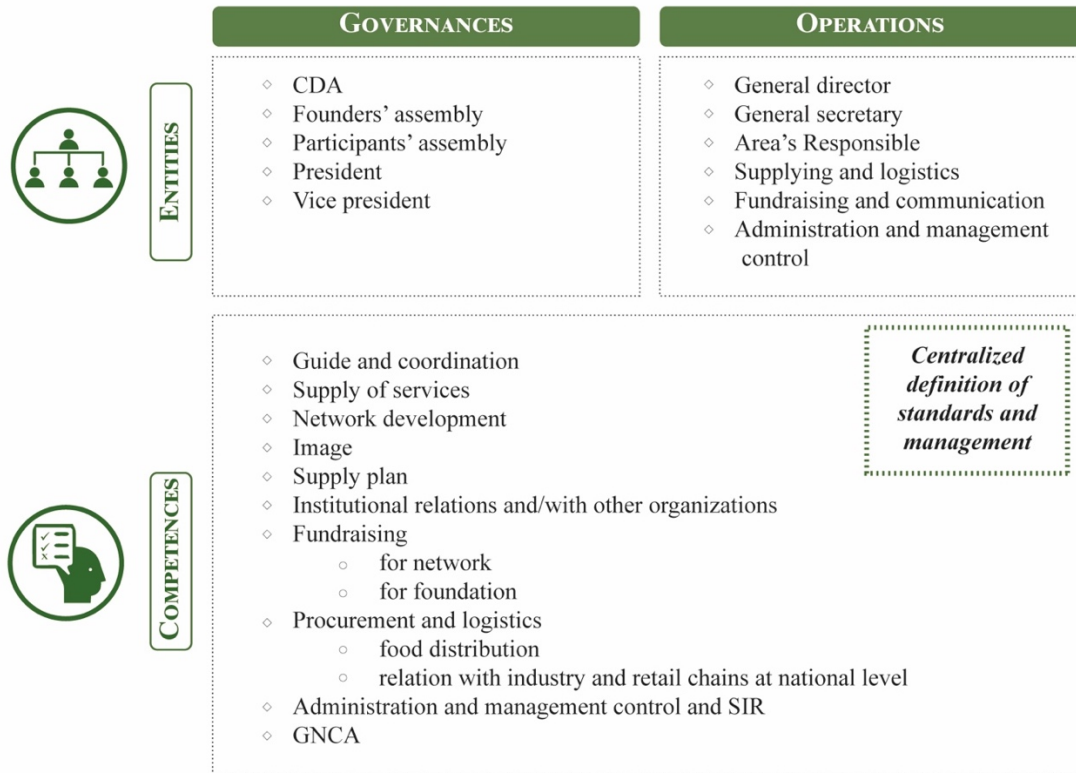 GOVERNANCES
OPERATIONS
ENTITIES
CDA
Founders' assembly
Participants' assembly
President
Vice president
General director
General secretary
Area's Responsible
Supplying and logistics
Fundraising and communication
Administration and management
control
COMPETENCES
Guide and coordination
Supply of services
Network development
Image
Supply plan
Institutional relations and/with other organizations
Fundraising
for network
for foundation
Procurement and logistics
food distribution
relation with industry and retail chains at national level
Administration and management control and SIR
GNCA
Centralized
definition of
standards and
management